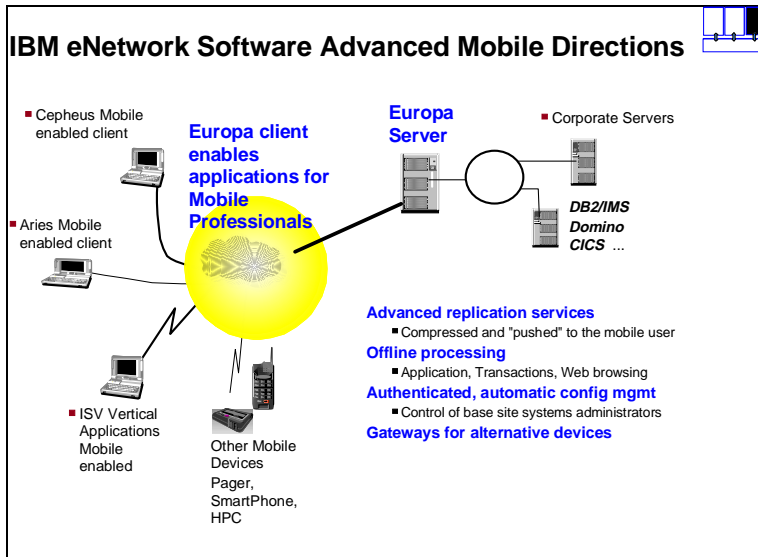 IBM eNetwork Software Advanced Mobile Directions
■ Cepheus Mobile
enabled client
Europa client
enables
applications for
Mobile
Professionals
Europa
Server
■ Corporate Servers
■ Aries Mobile
enabled client
DB2/IMS
Domino
CICS ...
■ ISV Vertical
Applications
Mobile
enabled
Other Mobile
Devices
Pager,
SmartPhone,
HPC
Advanced replication services
■ Compressed and "pushed" to the mobile user
Offline processing
■ Application, Transactions, Web browsing
Authenticated, automatic config mgmt
■ Control of base site systems administrators
Gateways for alternative devices